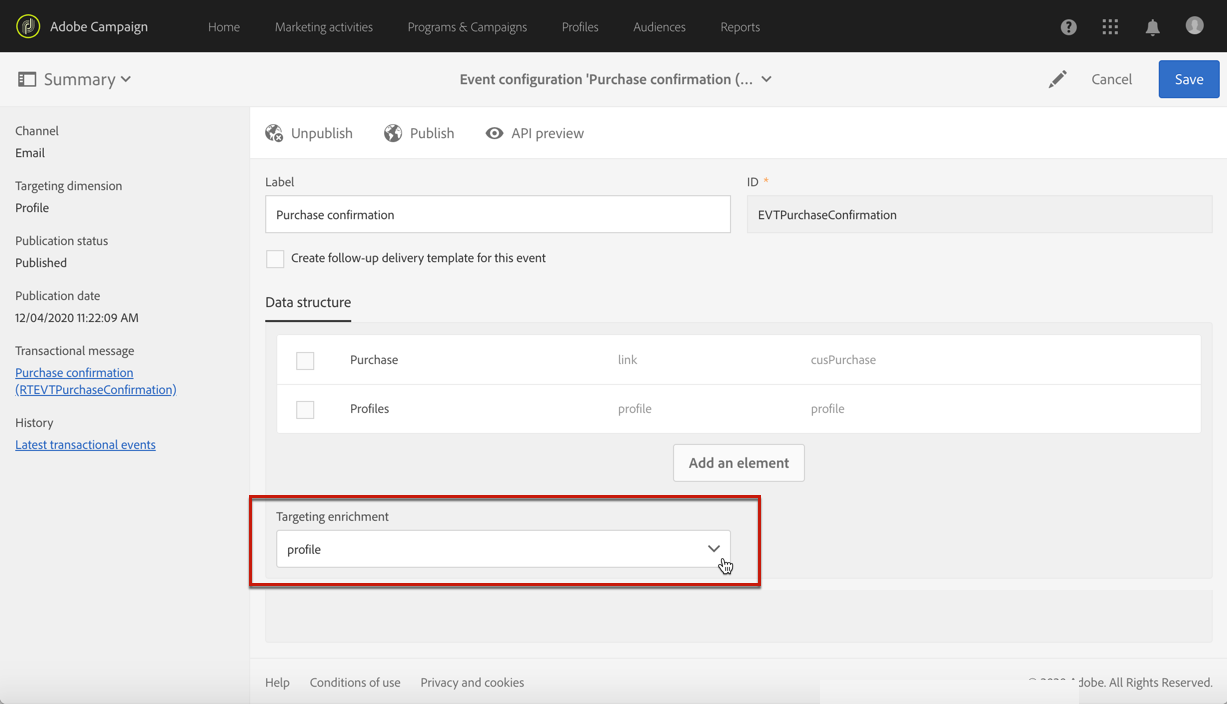 Adobe Campaign
Home
Marketing activities
Programs & Campaigns
Profiles
Audiences
Reports
Summary
Event configuration 'Purchase confirmation (...
Cancel
Save
Channel
Email
Targeting dimension
Profile
Publication status
Published
Publication date
12/04/2020 11:22:09 AM
Transactional message
Purchase confirmation
(RTEVTPurchaseConfirmation)
History
Latest transactional events
Unpublish
Publish
API preview
Label
ID *
Purchase confirmation
EVTPurchaseConfirmation
Create follow-up delivery template for this event
Data structure
Purchase link cusPurchase
Profiles profile profile
Add an element
Targeting enrichment
profile
Help
Conditions of use
Privacy and cookies
© 2020 Adobe. All Rights Reserved.